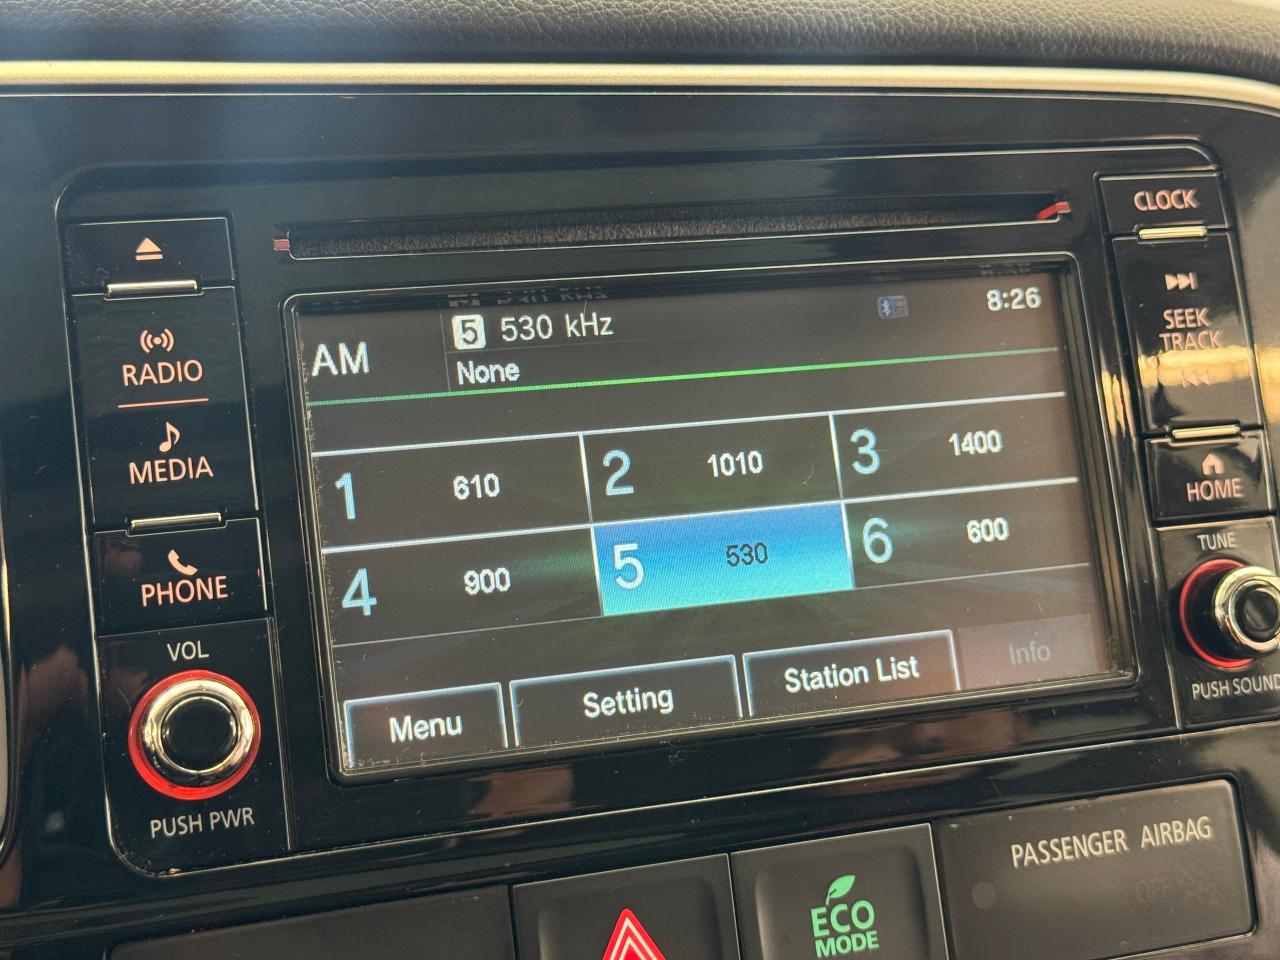 CLOCK
SEEK
TRACK
HOME
TUNE
PUSH SOUND
RADIO
MEDIA
PHONE
VOL
PUSH PWR
AM
5 530 kHz
None
8:26
1 610
2 1010
3 1400
4 900
5 530
6 600
Menu
Setting
Station List
Info
PASSENGER AIRBAG
OFF
ECO
MODE